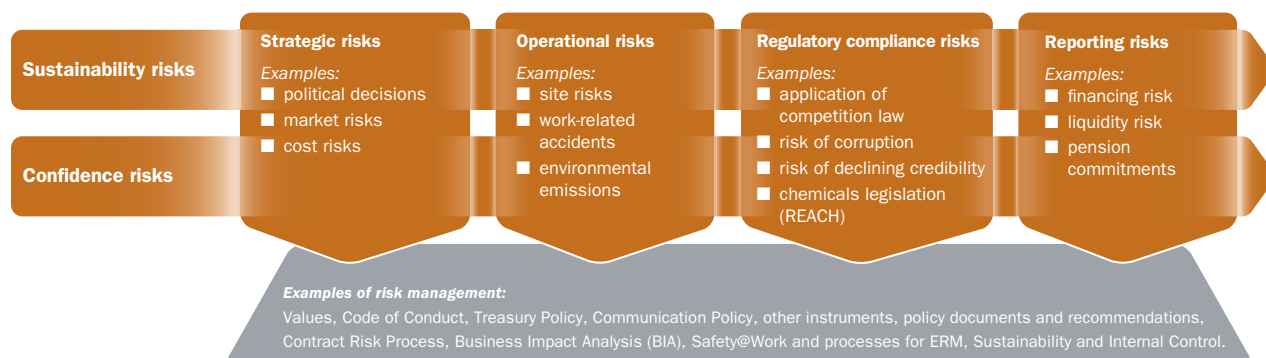 Sustainability risks
Confidence risks
Strategic risks
Examples:
political decisions
market risks
cost risks
Operational risks
Examples:
site risks
work-related
accidents
environmental
emissions
Regulatory compliance risks
Examples:
application of
competition law
risk of corruption
risk of declining credibility
chemicals legislation
(REACH)
Reporting risks
Examples:
financing risk
liquidity risk
pension
commitments
Examples of risk management:
Values, Code of Conduct, Treasury Policy, Communication Policy, other instruments, policy documents and recommendations,
Contract Risk Process, Business Impact Analysis (BIA), Safety@Work and processes for ERM, Sustainability and Internal Control.